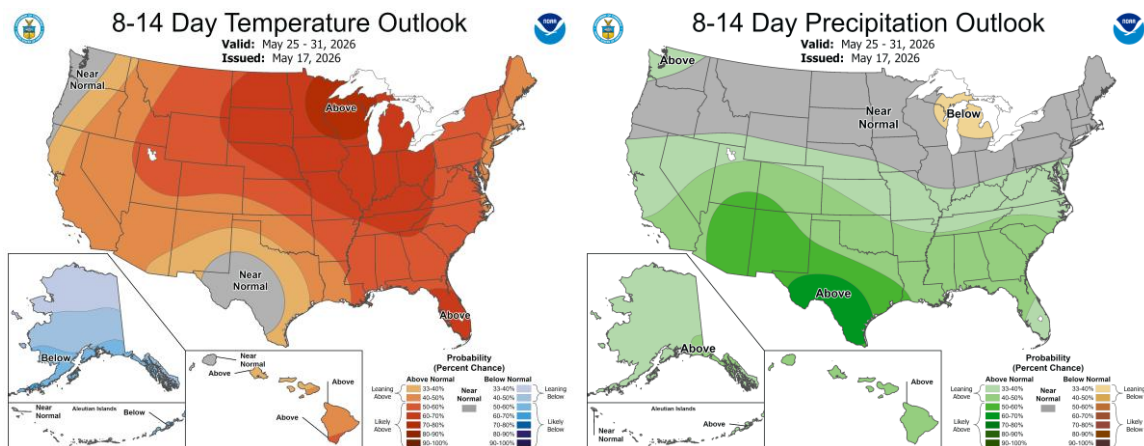 8-14 Day Temperature Outlook
Valid: May 25 - 31, 2026
Issued: May 17, 2026
NOAA
Near
Normal
Above
Near
Normal
Above
Below
Near
Normal
Above
Above
Above
Near
Normal
Aleutian Islands
Below
Probability
(Percent Chance)
Above Normal
Below Normal
Leaning
Above
Likely
Above
33-40%
40-50%
50-60%
60-70%
70-80%
80-90%
90-100%
Near
Normal
33-40%
40-50%
50-60%
60-70%
70-80%
80-90%
90-100%
Leaning
Below
Likely
Below
8-14 Day Precipitation Outlook
Valid: May 25 - 31, 2026
Issued: May 17, 2026
NOAA
Above
Near
Normal
Below
Above
Above
Near
Normal
Aleutian Islands
Above
Above
Probability
(Percent Chance)
Above Normal
Below Normal
Leaning
Above
Likely
Above
33-40%
40-50%
50-60%
60-70%
70-80%
80-90%
90-100%
Near
Normal
33-40%
40-50%
50-60%
60-70%
70-80%
80-90%
90-100%
Leaning
Below
Likely
Below